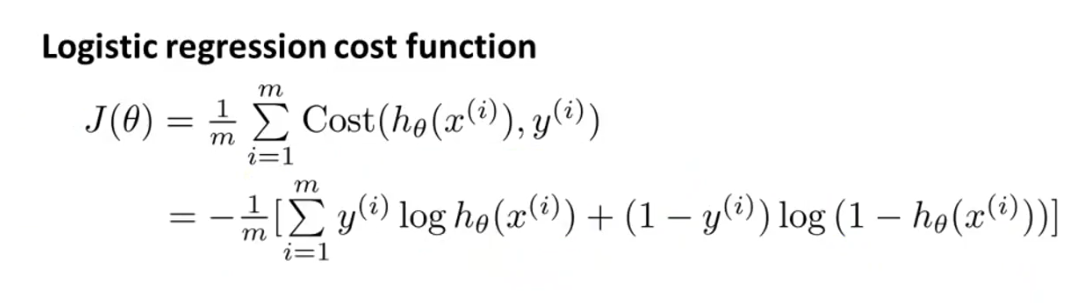 Logistic regression cost function
J(θ) = 1/m ∑_{i=1}^{m} Cost(h_θ(x^{(i)}), y^{(i)})
= −1/m [∑_{i=1}^{m} y^{(i)} log h_θ(x^{(i)}) + (1 − y^{(i)}) log (1 − h_θ(x^{(i)}))]